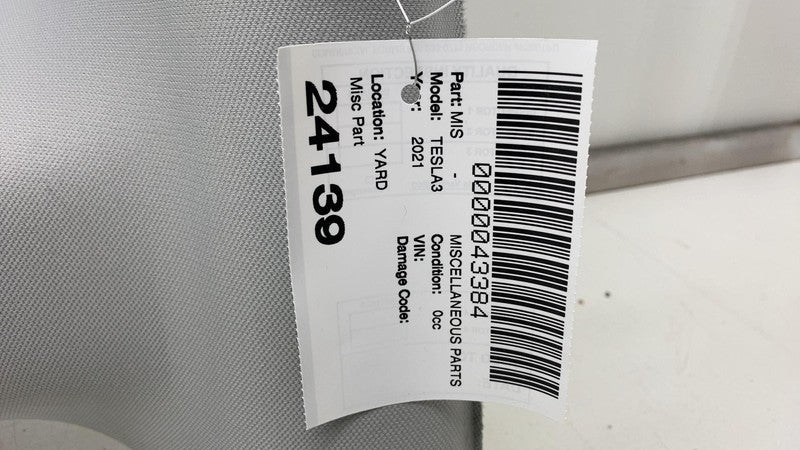 0000043384
Part: MIS - MISCELLANEOUS PARTS
Model: TESLA3 Condition: 0cc
Year: 2021 VIN:
Damage Code:
Location: YARD
Misc Part
24139